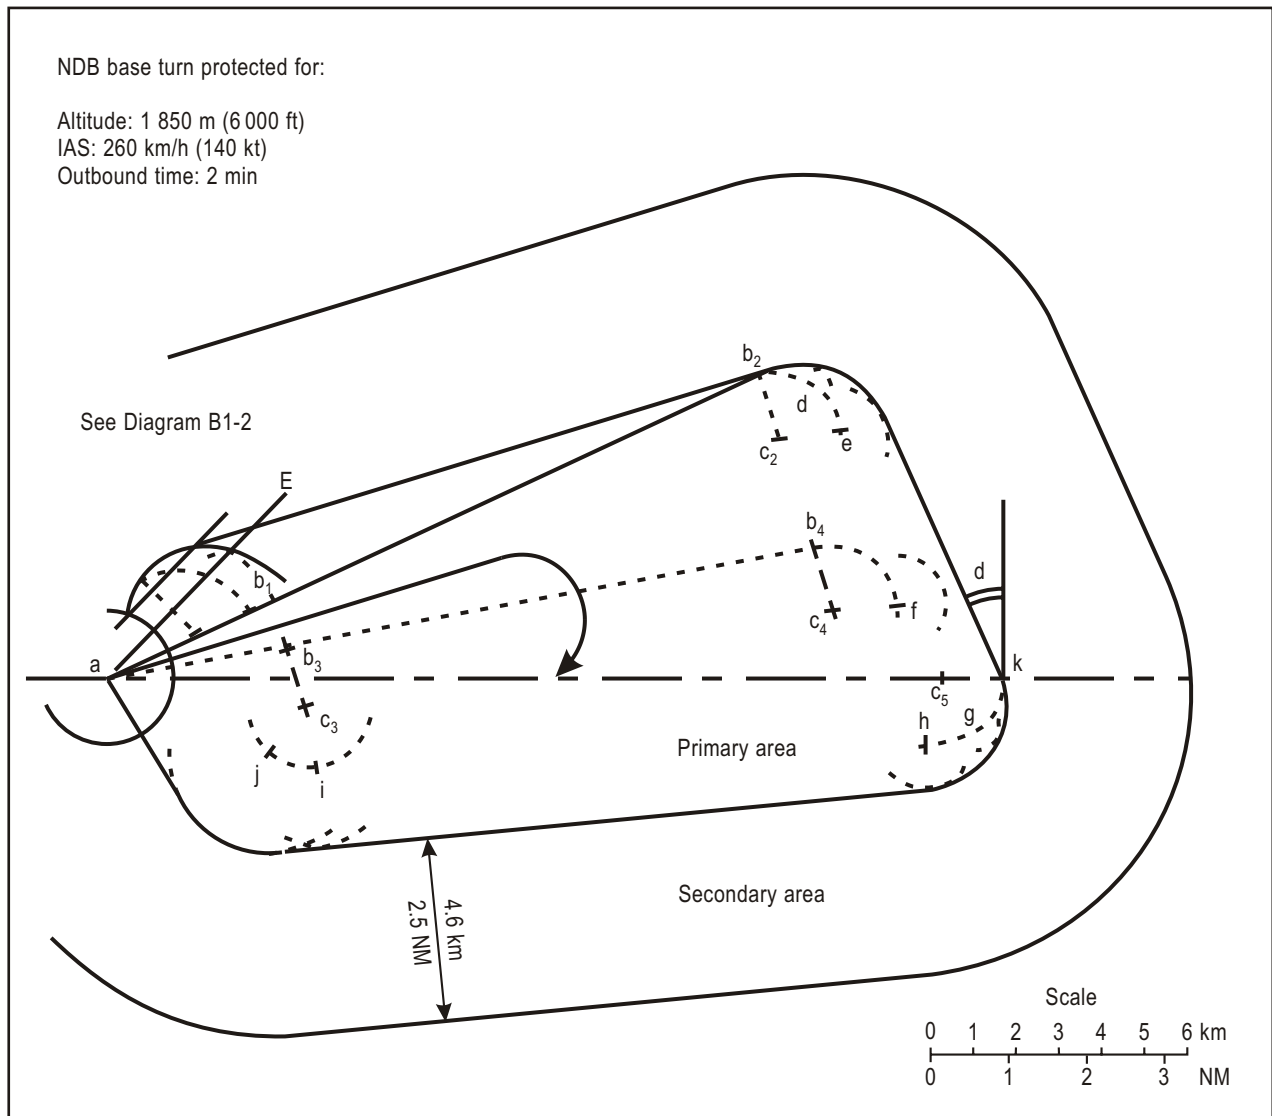 NDB base turn protected for:
Altitude: 1 850 m (6 000 ft)
IAS: 260 km/h (140 kt)
Outbound time: 2 min
b2
d
c2
e
See Diagram B1-2
E
b1
b4
d
f
c4
a
b3
k
c5
c3
h
g
Primary area
j
i
4.6 km
2.5 NM
Secondary area
Scale
0 1 2 3 4 5 6 km
0 1 2 3 NM